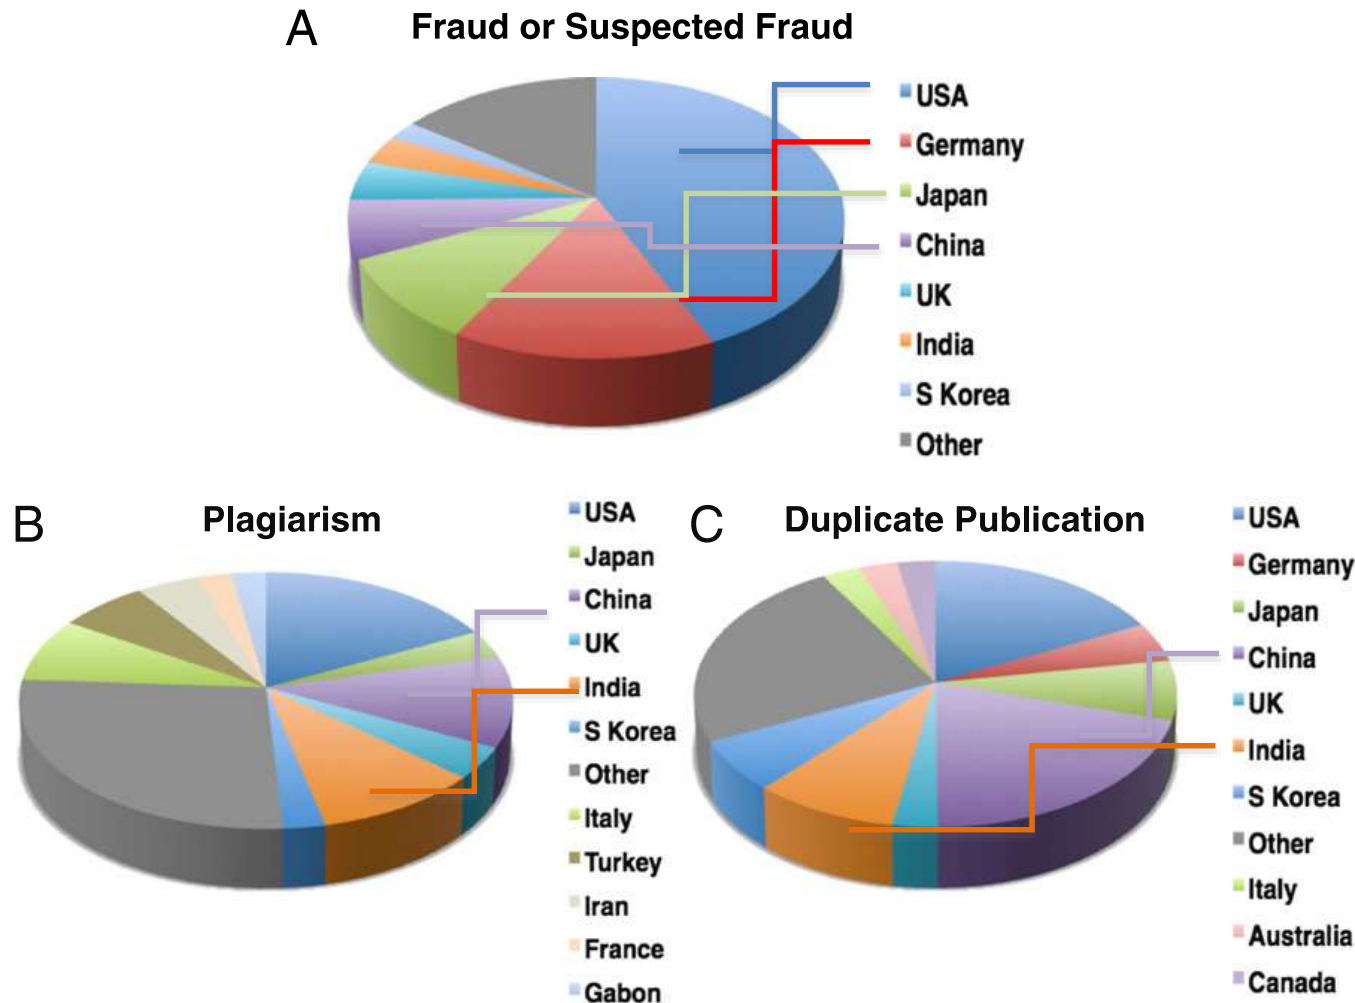 A
Fraud or Suspected Fraud
USA
Germany
Japan
China
UK
India
S Korea
Other
B
Plagiarism
USA
Japan
China
UK
India
S Korea
Other
Italy
Turkey
Iran
France
Gabon
C
Duplicate Publication
USA
Germany
Japan
China
UK
India
S Korea
Other
Italy
Australia
Canada